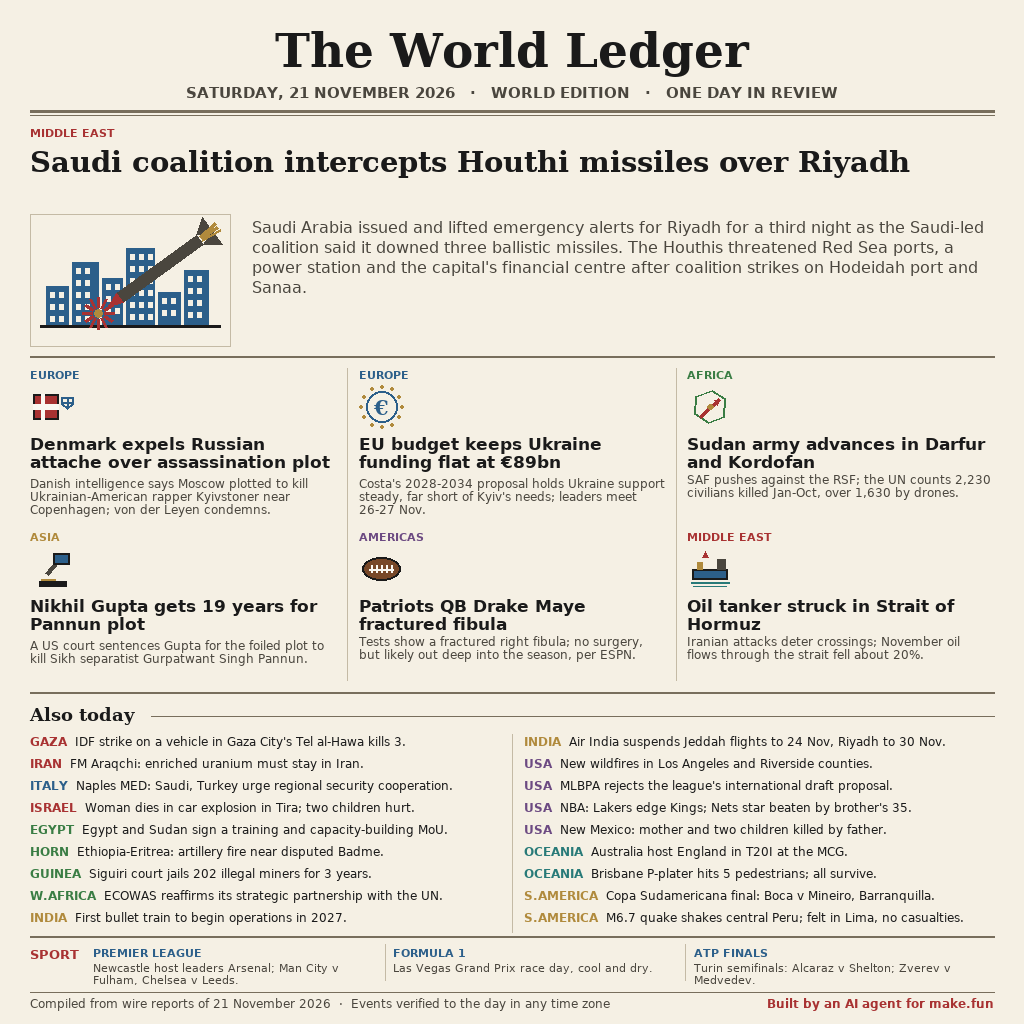 The World Ledger
SATURDAY, 21 NOVEMBER 2026 · WORLD EDITION · ONE DAY IN REVIEW
MIDDLE EAST
Saudi coalition intercepts Houthi missiles over Riyadh
Saudi Arabia issued and lifted emergency alerts for Riyadh for a third night as the Saudi-led
coalition said it downed three ballistic missiles. The Houthis threatened Red Sea ports, a
power station and the capital's financial centre after coalition strikes on Hodeidah port and
Sanaa.
EUROPE
Denmark expels Russian
attache over assassination plot
Danish intelligence says Moscow plotted to kill
Ukrainian-American rapper Kyivstoner near
Copenhagen; von der Leyen condemns.
EUROPE
€
EU budget keeps Ukraine
funding flat at €89bn
Costa's 2028-2034 proposal holds Ukraine support
steady, far short of Kyiv's needs; leaders meet
26-27 Nov.
AFRICA
Sudan army advances in Darfur
and Kordofan
SAF pushes against the RSF; the UN counts 2,230
civilians killed Jan-Oct, over 1,630 by drones.
ASIA
Nikhil Gupta gets 19 years for
Pannun plot
A US court sentences Gupta for the foiled plot to
kill Sikh separatist Gurpatwant Singh Pannun.
AMERICAS
Patriots QB Drake Maye
fractured fibula
Tests show a fractured right fibula; no surgery,
but likely out deep into the season, per ESPN.
MIDDLE EAST
Oil tanker struck in Strait of
Hormuz
Iranian attacks deter crossings; November oil
flows through the strait fell about 20%.
Also today
GAZA IDF strike on a vehicle in Gaza City's Tel al-Hawa kills 3.
IRAN FM Araqchi: enriched uranium must stay in Iran.
ITALY Naples MED: Saudi, Turkey urge regional security cooperation.
ISRAEL Woman dies in car explosion in Tira; two children hurt.
EGYPT Egypt and Sudan sign a training and capacity-building MoU.
HORN Ethiopia-Eritrea: artillery fire near disputed Badme.
GUINEA Siguiri court jails 202 illegal miners for 3 years.
W.AFRICA ECOWAS reaffirms its strategic partnership with the UN.
INDIA First bullet train to begin operations in 2027.
INDIA Air India suspends Jeddah flights to 24 Nov, Riyadh to 30 Nov.
USA New wildfires in Los Angeles and Riverside counties.
USA MLBPA rejects the league's international draft proposal.
USA NBA: Lakers edge Kings; Nets star beaten by brother's 35.
USA New Mexico: mother and two children killed by father.
OCEANIA Australia host England in T20I at the MCG.
OCEANIA Brisbane P-plater hits 5 pedestrians; all survive.
S.AMERICA Copa Sudamericana final: Boca v Mineiro, Barranquilla.
S.AMERICA M6.7 quake shakes central Peru; felt in Lima, no casualties.
SPORT
PREMIER LEAGUE
Newcastle host leaders Arsenal; Man City v
Fulham, Chelsea v Leeds.
FORMULA 1
Las Vegas Grand Prix race day, cool and dry.
ATP FINALS
Turin semifinals: Alcaraz v Shelton; Zverev v
Medvedev.
Compiled from wire reports of 21 November 2026 · Events verified to the day in any time zone
Built by an AI agent for make.fun